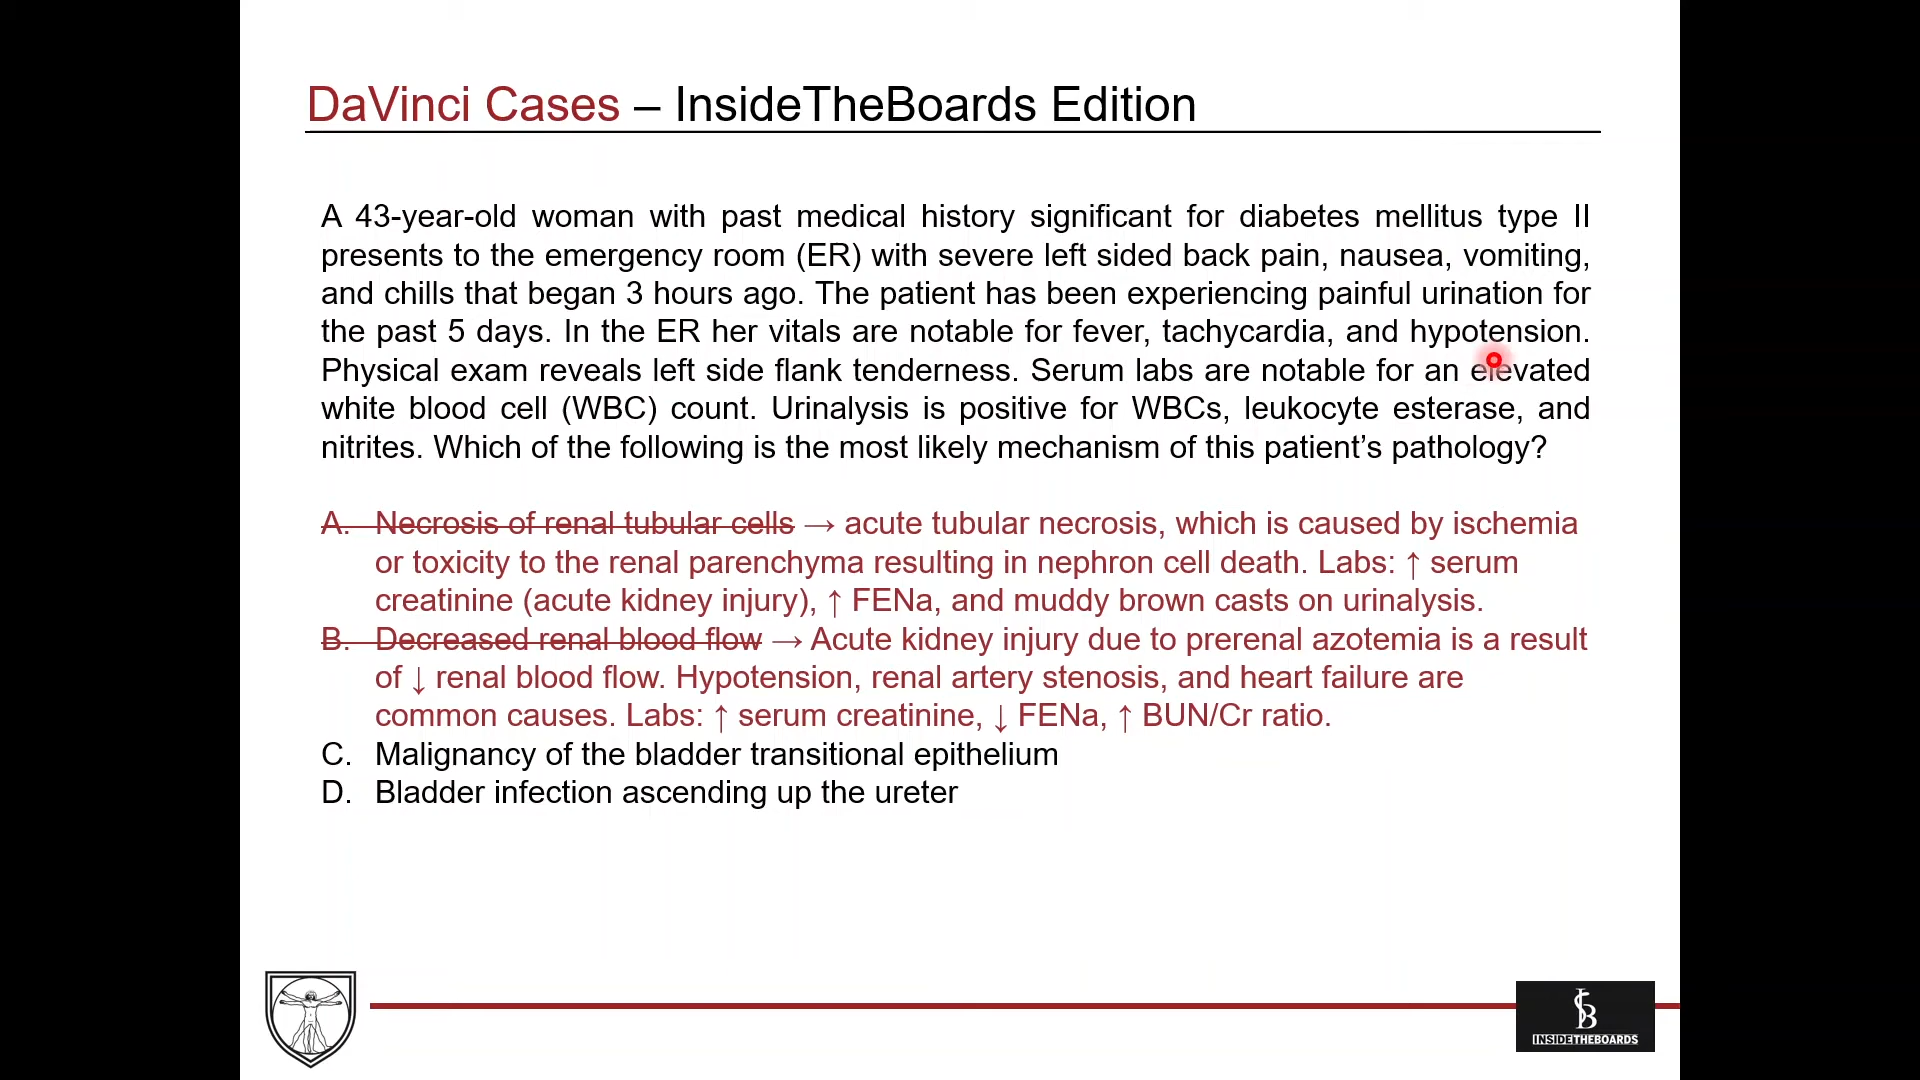 DaVinci Cases – InsideTheBoards Edition
A 43-year-old woman with past medical history significant for diabetes mellitus type II
presents to the emergency room (ER) with severe left sided back pain, nausea, vomiting,
and chills that began 3 hours ago. The patient has been experiencing painful urination for
the past 5 days. In the ER her vitals are notable for fever, tachycardia, and hypotension.
Physical exam reveals left side flank tenderness. Serum labs are notable for an elevated
white blood cell (WBC) count. Urinalysis is positive for WBCs, leukocyte esterase, and
nitrites. Which of the following is the most likely mechanism of this patient’s pathology?
A. Necrosis of renal tubular cells → acute tubular necrosis, which is caused by ischemia
or toxicity to the renal parenchyma resulting in nephron cell death. Labs: ↑ serum
creatinine (acute kidney injury), ↑ FENa, and muddy brown casts on urinalysis.
B. Decreased renal blood flow → Acute kidney injury due to prerenal azotemia is a result
of ↓ renal blood flow. Hypotension, renal artery stenosis, and heart failure are
common causes. Labs: ↑ serum creatinine, ↓ FENa, ↑ BUN/Cr ratio.
C. Malignancy of the bladder transitional epithelium
D. Bladder infection ascending up the ureter
INSIDETHEBOARDS